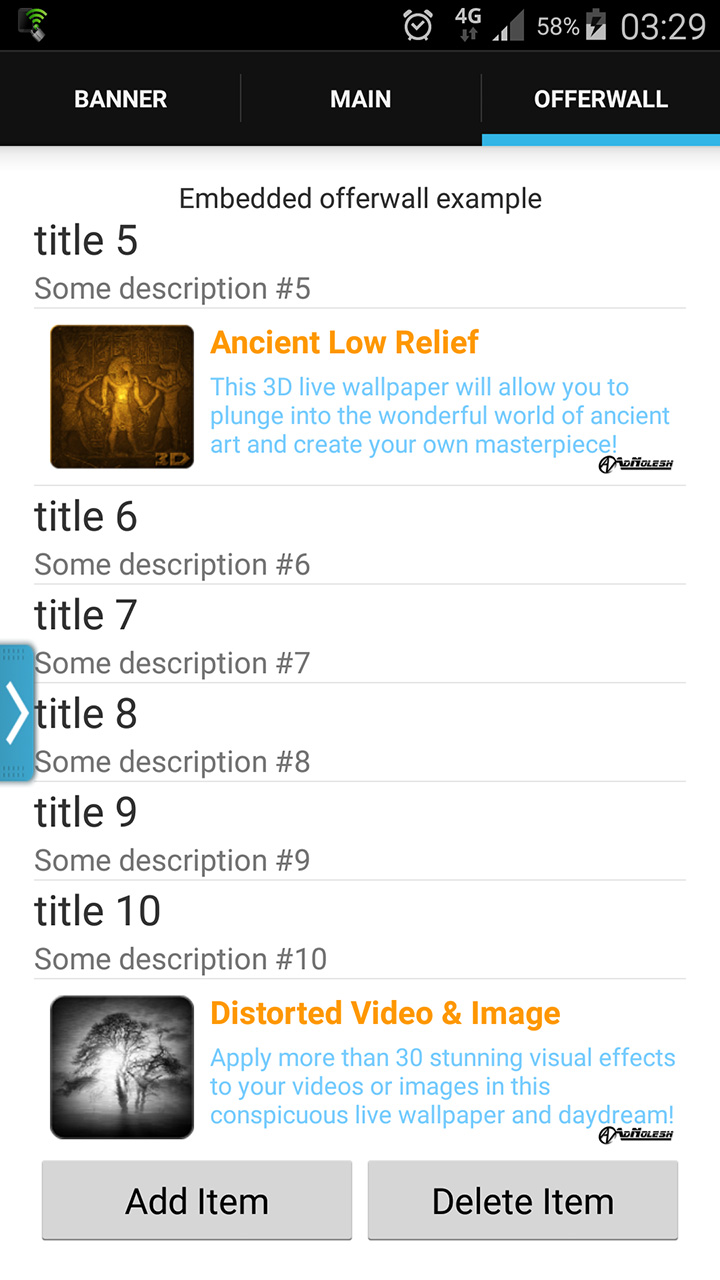 4G
58%
03:29
BANNER
MAIN
OFFERWALL
Embedded offerwall example
title 5
Some description #5
Ancient Low Relief
This 3D live wallpaper will allow you to
plunge into the wonderful world of ancient
art and create your own masterpiece!
3D
AdMolesh
title 6
Some description #6
title 7
Some description #7
title 8
Some description #8
title 9
Some description #9
title 10
Some description #10
Distorted Video & Image
Apply more than 30 stunning visual effects
to your videos or images in this
conspicuous live wallpaper and daydream!
AdMolesh
Add Item
Delete Item